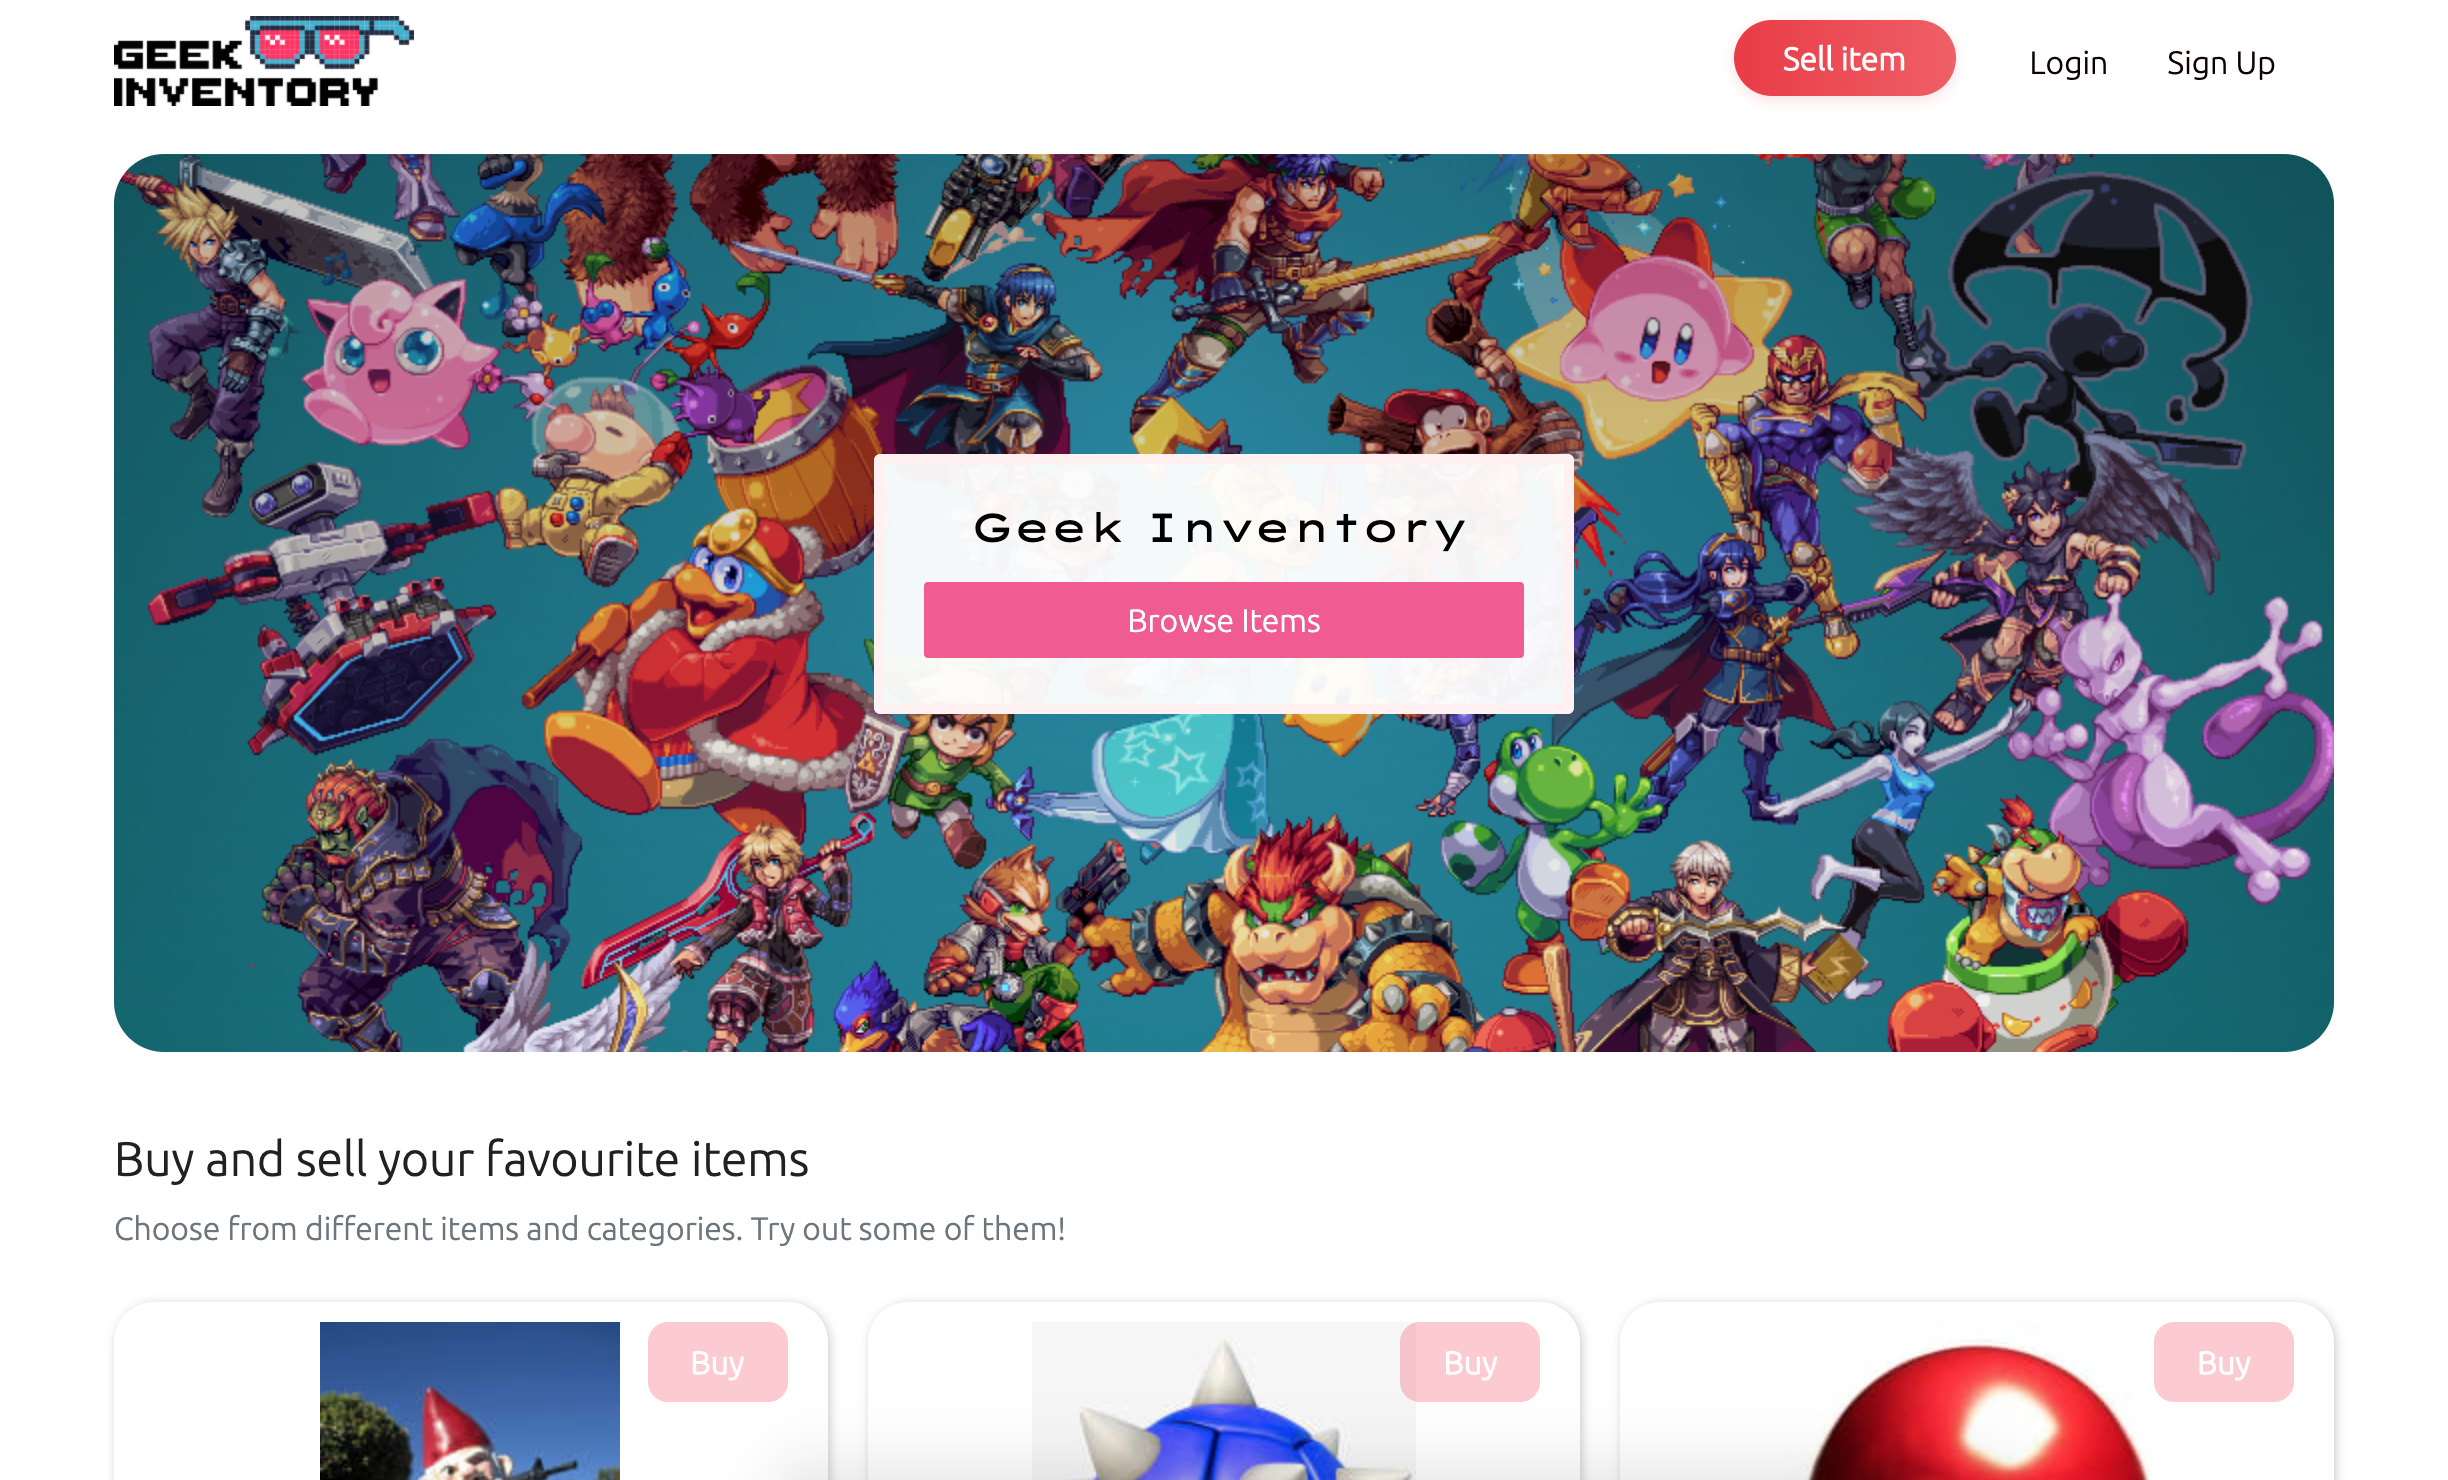 GEEK
INVENTORY
Sell item
Login
Sign Up
Geek Inventory
Browse Items
Buy and sell your favourite items
Choose from different items and categories. Try out some of them!
Buy
Buy
Buy